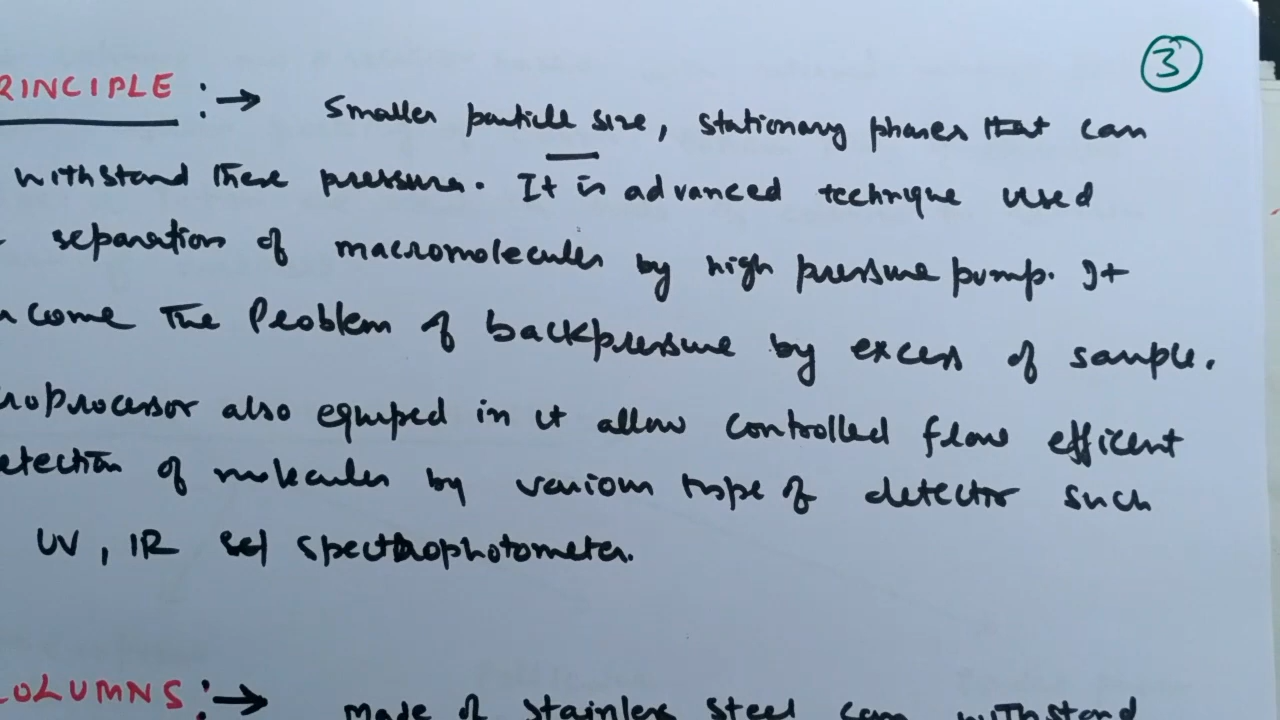 3
RINCIPLE :→ Smaller particle size, stationary phases that can
withstand these pressure. It is advanced technique used
separation of macromolecules by high pressure pump. It
come the Problem of backpressure by excess of sample.
roprocessor also equiped in it allow controlled flow efficent
etection of molecules by various type of detector such
UV, IR spectrophotometer.
OLUMNS :→ made of stainless steel can withstand